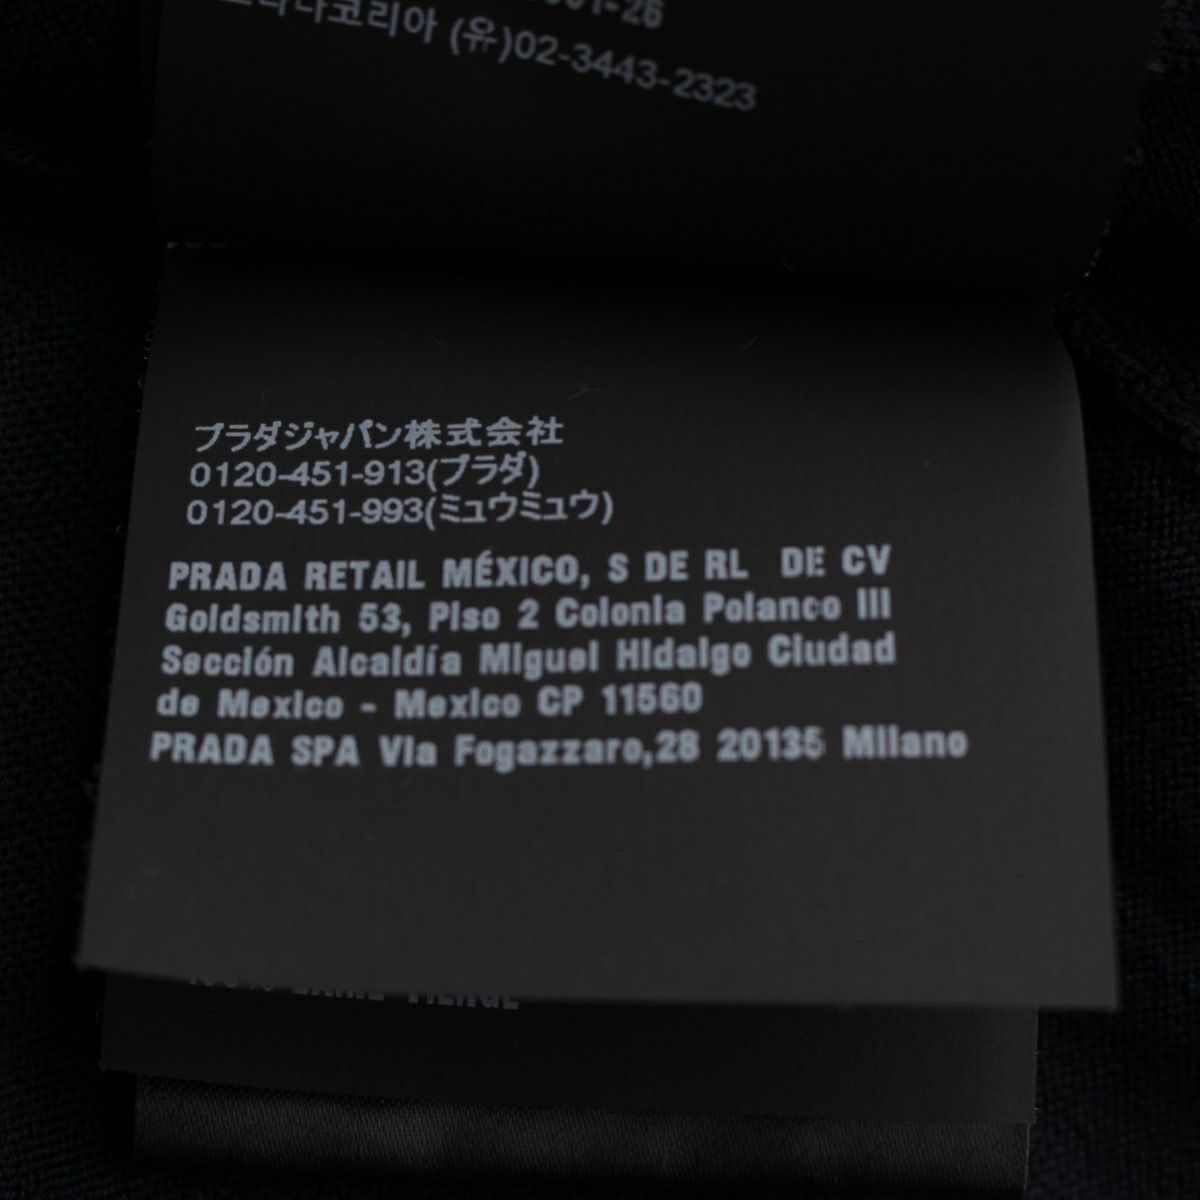 코리아 (유)02-3443-2323
プラダジャパン株式会社
0120-451-913(プラダ)
0120-451-993(ミュウミュウ)
PRADA RETAIL MÉXICO, S DE RL DE CV
Goldsmith 53, Piso 2 Colonia Polanco III
Sección Alcaldía Miguel Hidalgo Ciudad
de Mexico - Mexico CP 11560
PRADA SPA Via Fogazzaro,28 20135 Milano